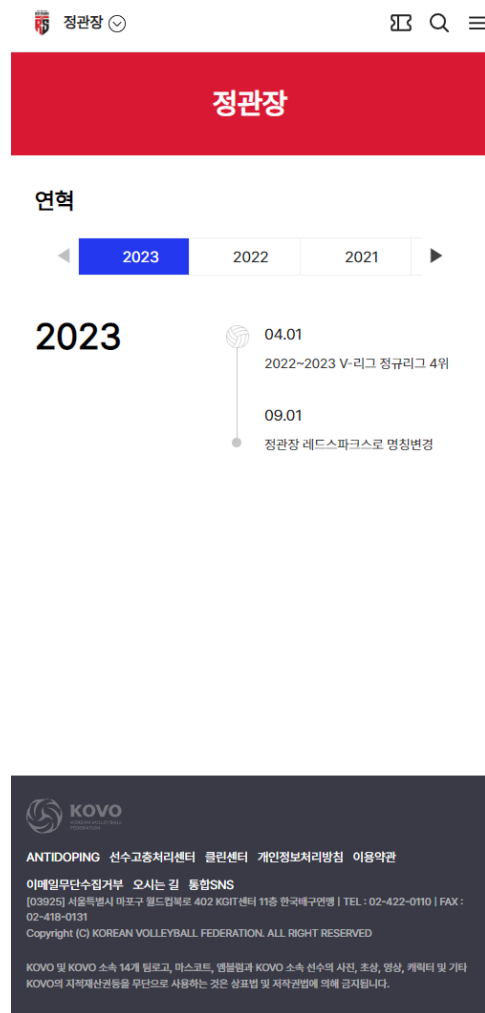 정관장
정관장
연혁
2023 2022 2021
2023
04.01
2022~2023 V-리그 정규리그 4위
09.01
정관장 레드스파크스로 명칭변경
KOVO
KOREAN VOLLEYBALL
FEDERATION
ANTIDOPING 선수고충처리센터 클린센터 개인정보처리방침 이용약관
이메일무단수집거부 오시는 길 통합SNS
[03925] 서울특별시 마포구 월드컵북로 402 KGIT센터 11층 한국배구연맹 | TEL : 02-422-0110 | FAX :
02-418-0131
Copyright (C) KOREAN VOLLEYBALL FEDERATION. ALL RIGHT RESERVED
KOVO 및 KOVO 소속 14개 팀로고, 마스코트, 엠블럼과 KOVO 소속 선수의 사진, 초상, 영상, 캐릭터 및 기타
KOVO의 지적재산권등을 무단으로 사용하는 것은 상표법 및 저작권법에 의해 금지됩니다.